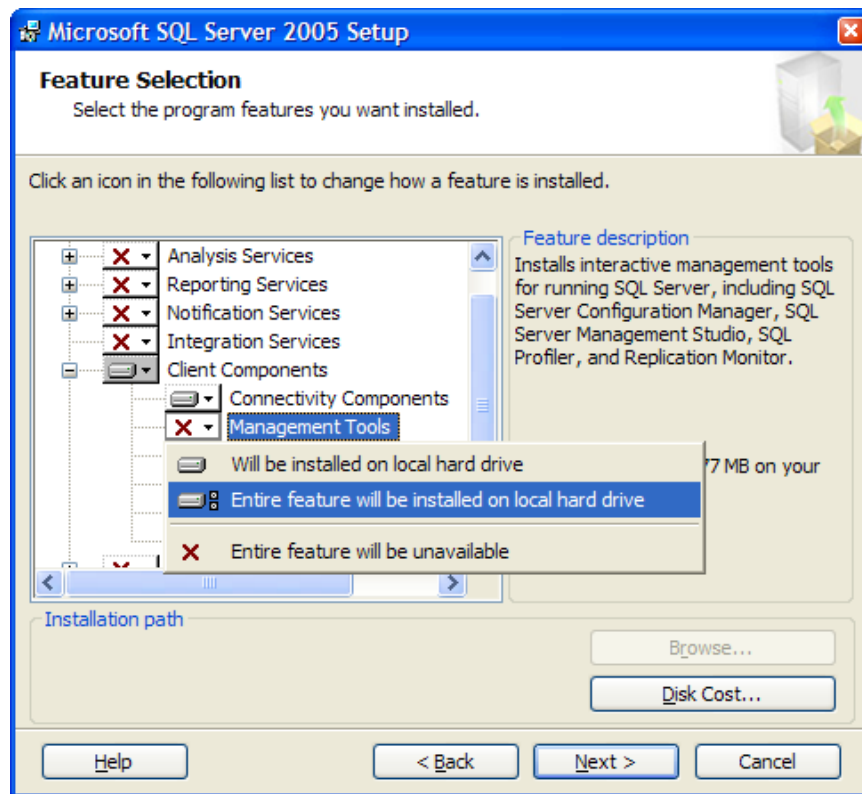 Microsoft SQL Server 2005 Setup
Feature Selection
Select the program features you want installed.
Click an icon in the following list to change how a feature is installed.
Analysis Services
Reporting Services
Notification Services
Integration Services
Client Components
Connectivity Components
Management Tools
Will be installed on local hard drive
Entire feature will be installed on local hard drive
Entire feature will be unavailable
Feature description
Installs interactive management tools
for running SQL Server, including SQL
Server Configuration Manager, SQL
Server Management Studio, SQL
Profiler, and Replication Monitor.
77 MB on your
Installation path
Browse...
Disk Cost...
Help
< Back
Next >
Cancel